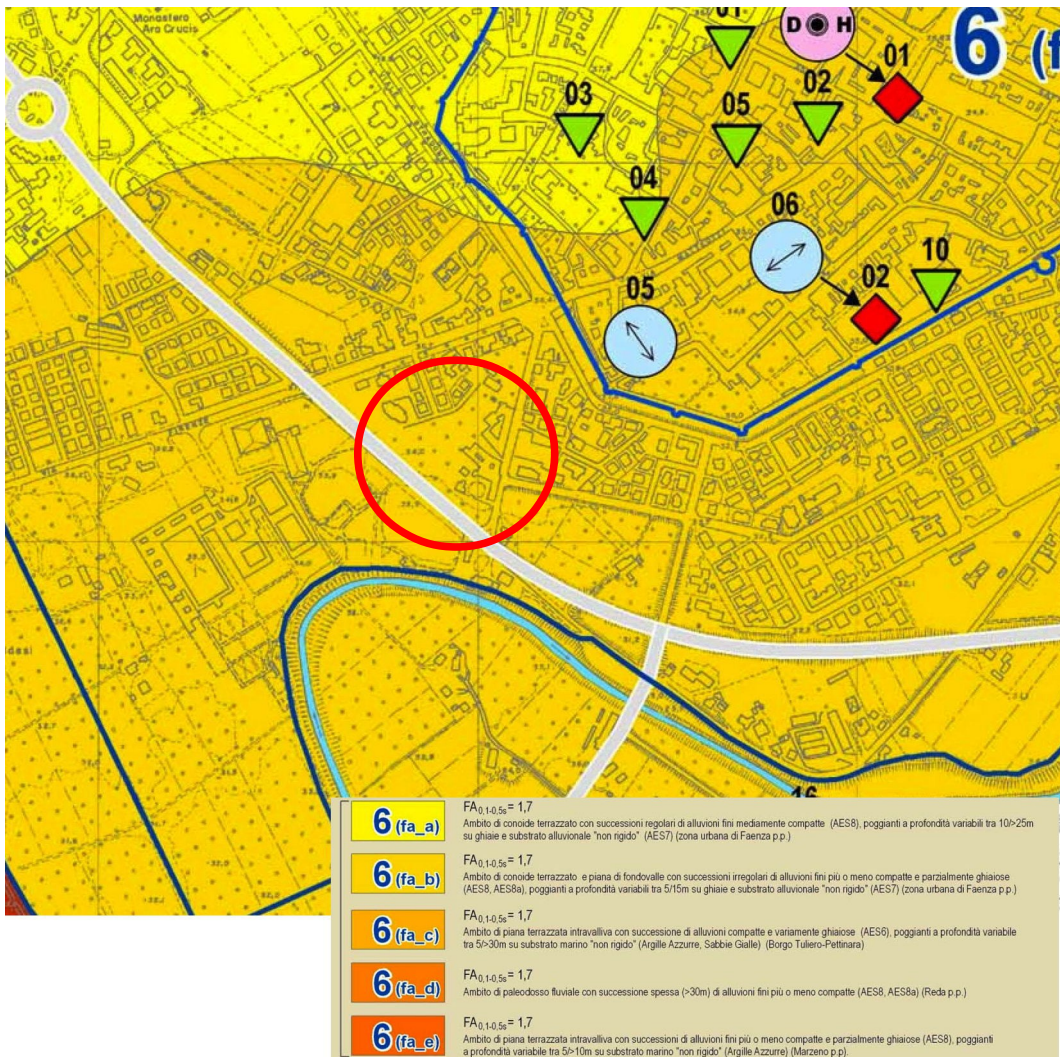 Monastero
Ara Crucis
01
D H
6 (f
01
02
03
05
04
06
02
10
05
3
16
6 (fa_a)
FA0,1-0,5s = 1,7
Ambito di conoide terrazzato con successioni regolari di alluvioni fini mediamente compatte (AES8), poggianti a profondità variabili tra 10/>25m
su ghiaie e substrato alluvionale "non rigido" (AES7) (zona urbana di Faenza p.p.)
6 (fa_b)
FA0,1-0,5s = 1,7
Ambito di conoide terrazzato e piana di fondovalle con successioni irregolari di alluvioni fini più o meno compatte e parzialmente ghiaiose
(AES8, AES8a), poggianti a profondità variabili tra 5/15m su ghiaie e substrato alluvionale "non rigido" (AES7) (zona urbana di Faenza p.p.)
6 (fa_c)
FA0,1-0,5s = 1,7
Ambito di piana terrazzata intravalliva con successione di alluvioni compatte e variamente ghiaiose (AES6), poggianti a profondità variabile
tra 5/>30m su substrato marino "non rigido" (Argille Azzurre, Sabbie Gialle) (Borgo Tuliero-Pettinara)
6 (fa_d)
FA0,1-0,5s = 1,7
Ambito di paleodosso fluviale con successione spessa (>30m) di alluvioni fini più o meno compatte (AES8, AES8a) (Reda p.p.)
6 (fa_e)
FA0,1-0,5s = 1,7
Ambito di piana terrazzata intravalliva con successioni di alluvioni fini più o meno compatte e parzialmente ghiaiose (AES8), poggianti
a profondità variabile tra 5/>10m su substrato marino "non rigido" (Argille Azzurre) (Marzeno p.p).